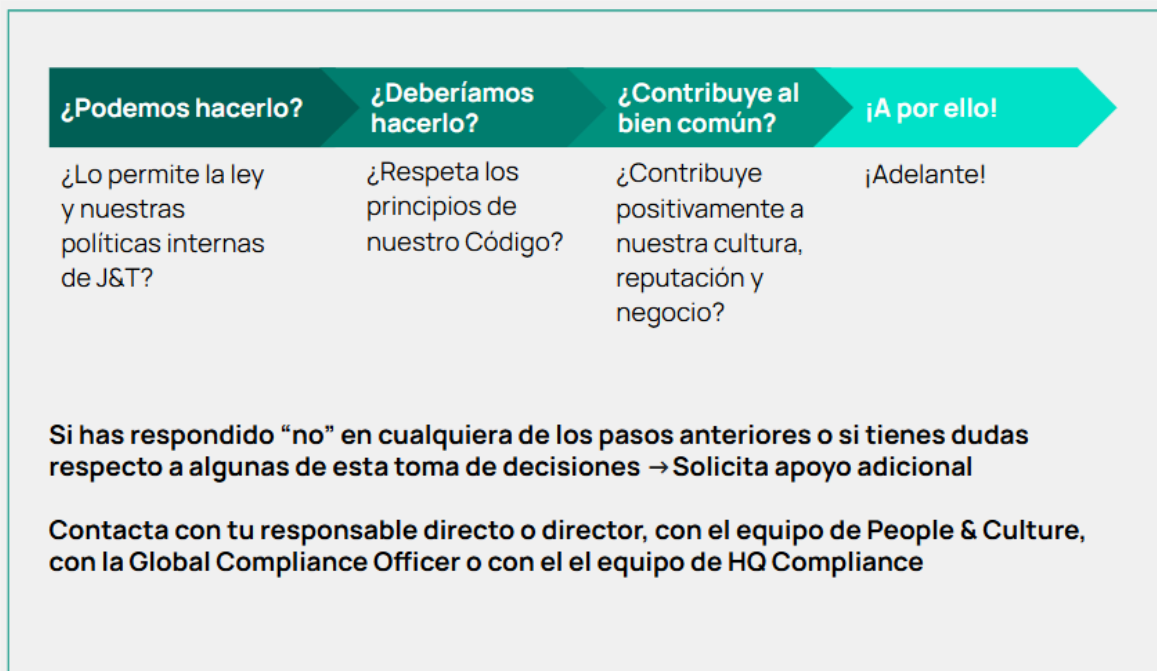 ¿Podemos hacerlo?
¿Deberíamos
hacerlo?
¿Contribuye al
bien común?
¡A por ello!
¿Lo permite la ley
y nuestras
políticas internas
de J&T?
¿Respeta los
principios de
nuestro Código?
¿Contribuye
positivamente a
nuestra cultura,
reputación y
negocio?
¡Adelante!
Si has respondido “no” en cualquiera de los pasos anteriores o si tienes dudas
respecto a algunas de esta toma de decisiones →Solicita apoyo adicional
Contacta con tu responsable directo o director, con el equipo de People & Culture,
con la Global Compliance Officer o con el el equipo de HQ Compliance